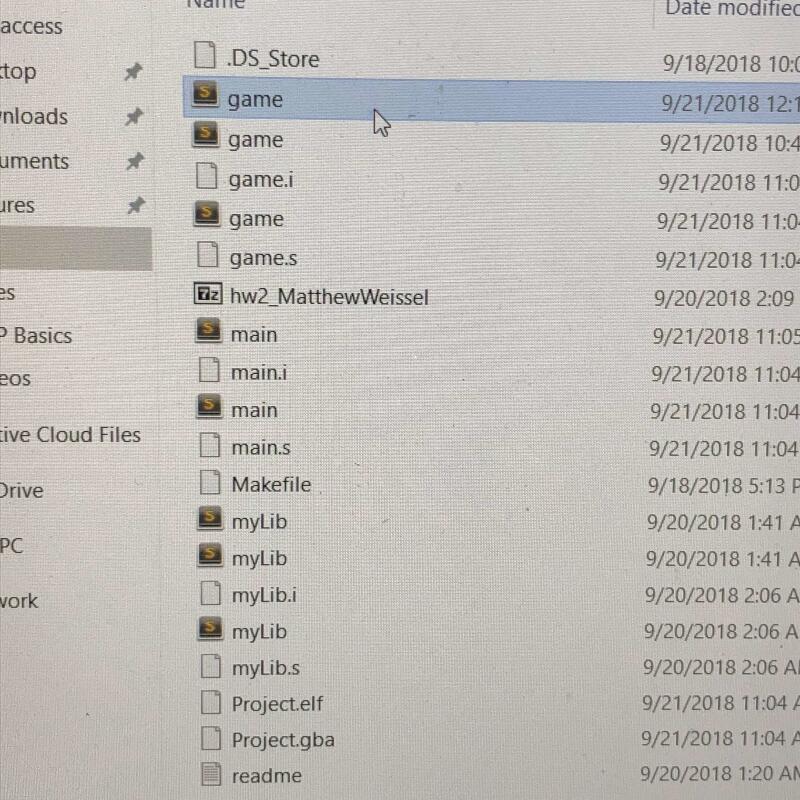 Name
Date modified
access
.DS_Store 9/18/2018 10:0
ktop
game 9/21/2018 12:1
wnloads
game 9/21/2018 10:4
uments
game.i 9/21/2018 11:0
ures
game 9/21/2018 11:04
game.s 9/21/2018 11:04
es
hw2_MatthewWeissel 9/20/2018 2:09
P Basics
main 9/21/2018 11:05
eos
main.i 9/21/2018 11:04
main 9/21/2018 11:04
tive Cloud Files
main.s 9/21/2018 11:04
Drive
Makefile 9/18/2018 5:13 P
myLib 9/20/2018 1:41 A
PC
myLib 9/20/2018 1:41 A
work
myLib.i 9/20/2018 2:06 A
myLib 9/20/2018 2:06 A
myLib.s 9/20/2018 2:06 AM
Project.elf 9/21/2018 11:04 A
Project.gba 9/21/2018 11:04 A
readme 9/20/2018 1:20 AM